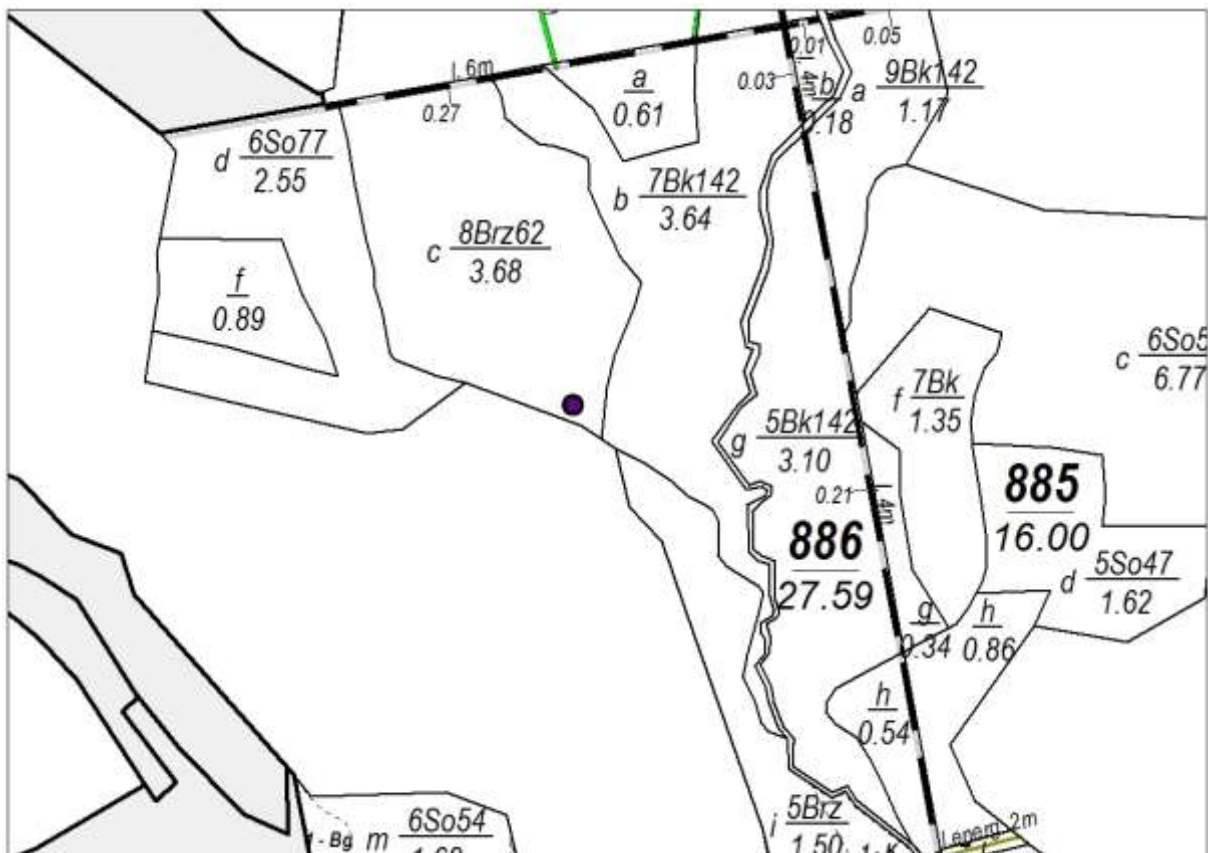 0.01
0.05
l. 6m
0.27
a
0.61
0.03
l. 4m
b
0.18
a 9Bk142
1.17
d 6So77
2.55
b 7Bk142
3.64
c 8Brz62
3.68
f
0.89
c 6So5
6.77
f 7Bk
1.35
g 5Bk142
3.10
0.21
l. 4m
885
16.00
886
27.59
d 5So47
1.62
g
0.34
h
0.86
h
0.54
l energ. 2m
1 - Bg m 6So54
i 5Brz
1.50